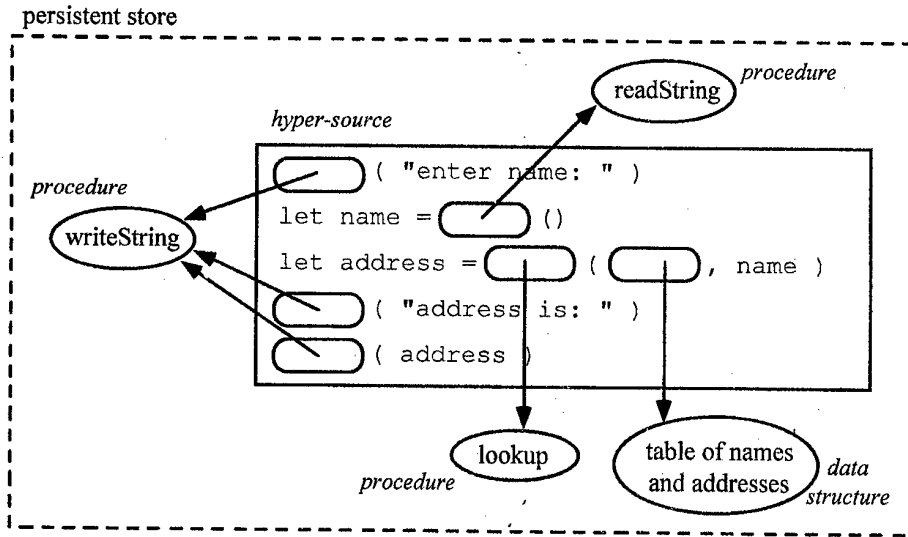 persistent store
procedure
readString
hyper-source
( "enter name: " )
procedure
let name = ()
writeString
let address = ( , name )
( "address is: " )
( address )
lookup
table of names
and addresses
procedure
data
structure